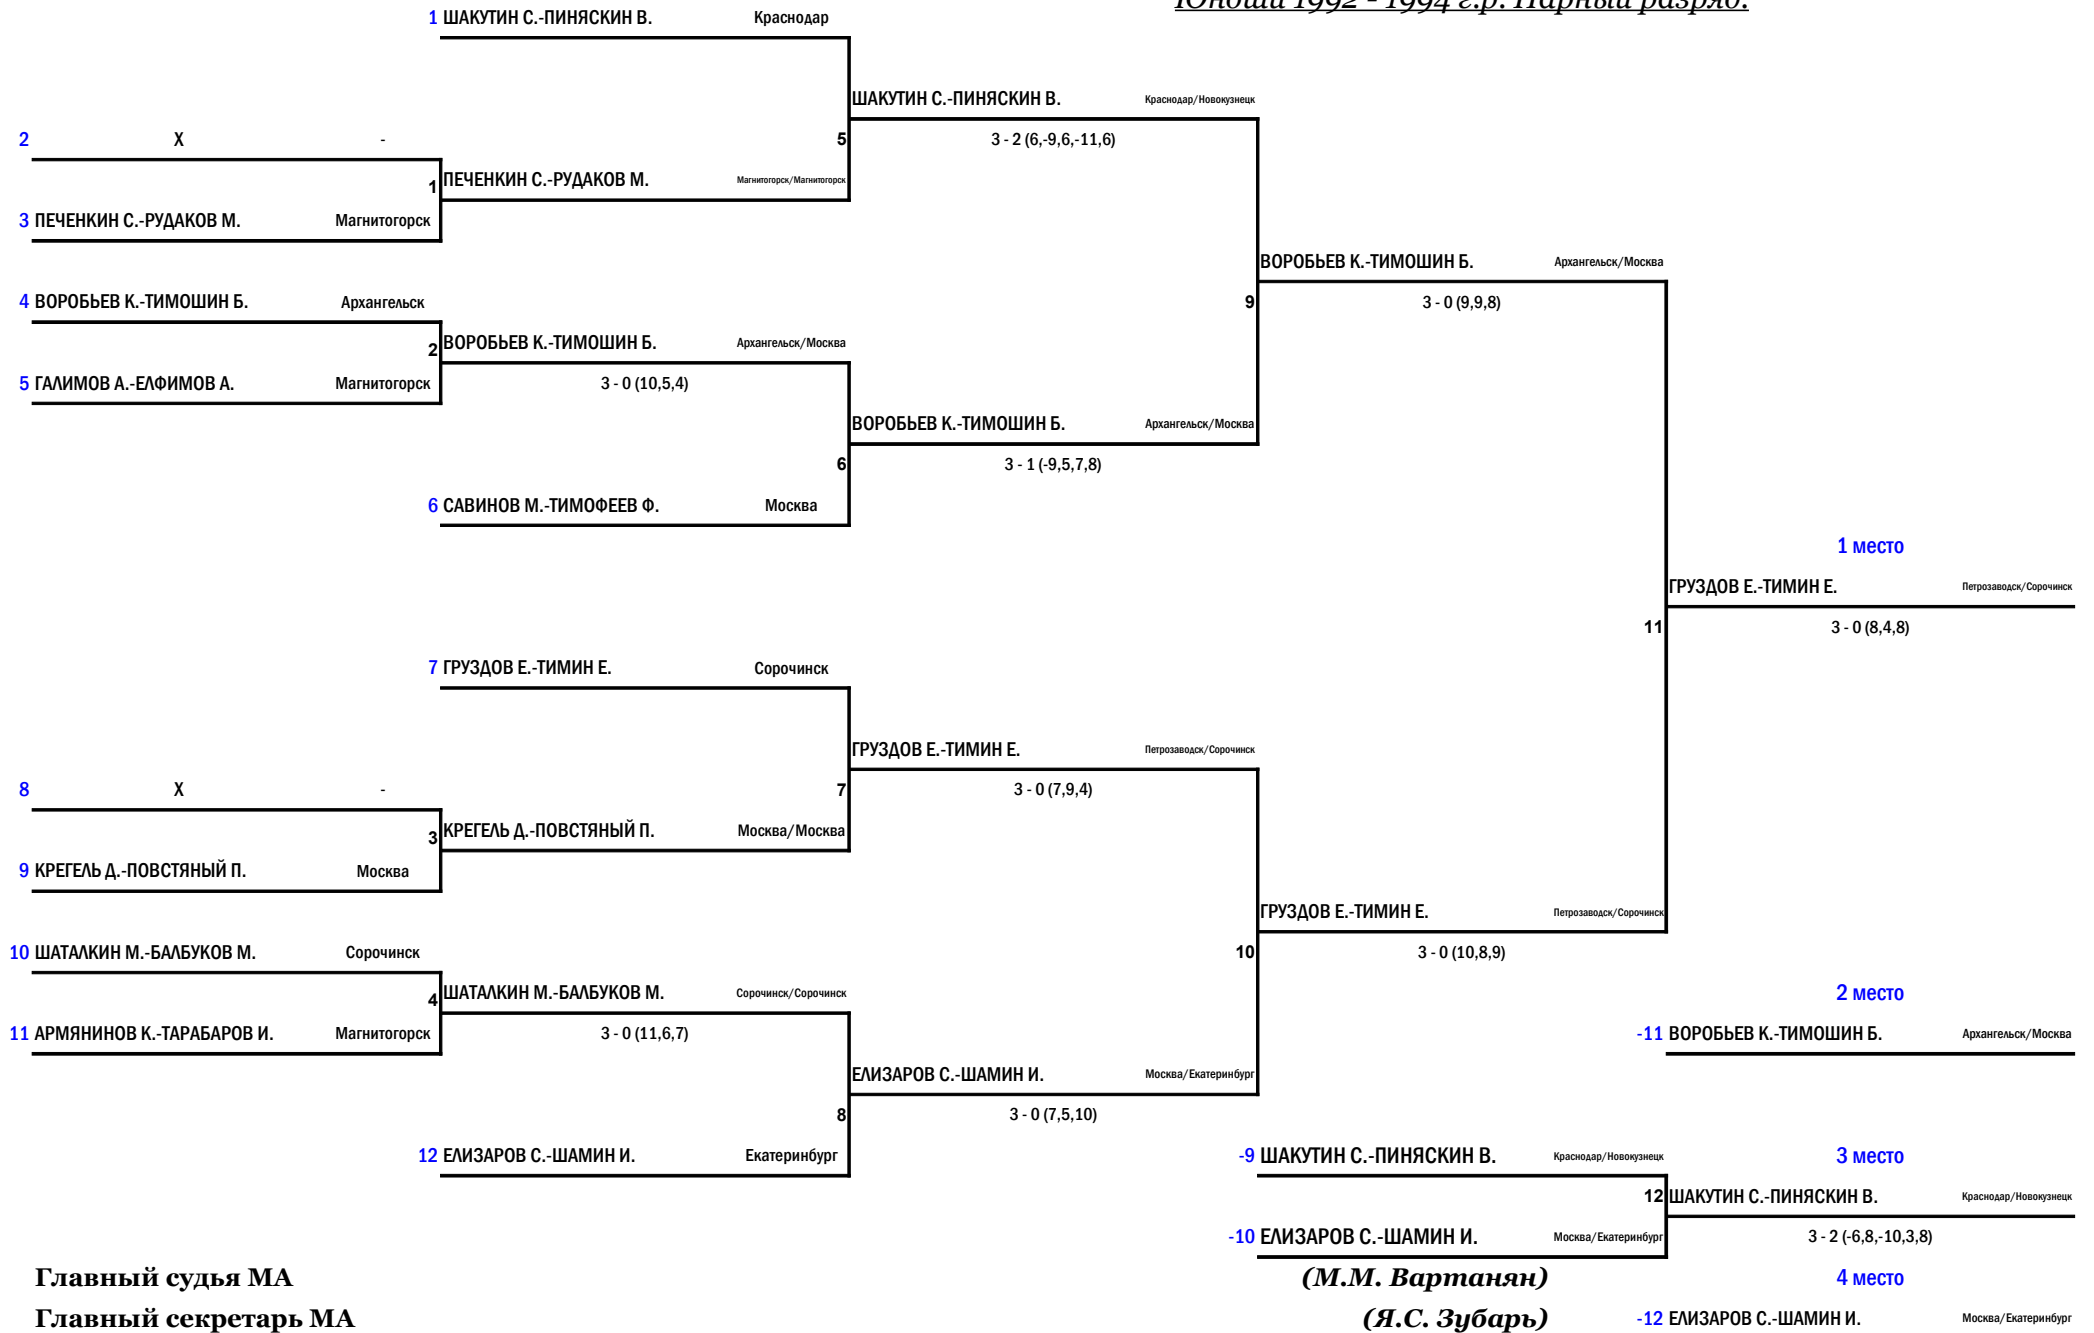 Юноши 1992 - 1994 г.р. Парный разряд.
1 ШАКУТИН С.-ПИНЯСКИН В. Краснодар
ШАКУТИН С.-ПИНЯСКИН В. Краснодар/Новокузнецк
2 X - 5 3 - 2 (6,-9,6,-11,6)
1 ПЕЧЕНКИН С.-РУДАКОВ М. Магнитогорск/Магнитогорск
3 ПЕЧЕНКИН С.-РУДАКОВ М. Магнитогорск
ВОРОБЬЕВ К.-ТИМОШИН Б. Архангельск/Москва
4 ВОРОБЬЕВ К.-ТИМОШИН Б. Архангельск 9 3 - 0 (9,9,8)
2 ВОРОБЬЕВ К.-ТИМОШИН Б. Архангельск/Москва
5 ГАЛИМОВ А.-ЕЛФИМОВ А. Магнитогорск 3 - 0 (10,5,4)
ВОРОБЬЕВ К.-ТИМОШИН Б. Архангельск/Москва
6 3 - 1 (-9,5,7,8)
6 САВИНОВ М.-ТИМОФЕЕВ Ф. Москва
1 место
ГРУЗДОВ Е.-ТИМИН Е. Петрозаводск/Сорочинск
11 3 - 0 (8,4,8)
7 ГРУЗДОВ Е.-ТИМИН Е. Сорочинск
ГРУЗДОВ Е.-ТИМИН Е. Петрозаводск/Сорочинск
8 X - 7 3 - 0 (7,9,4)
3 КРЕГЕЛЬ Д.-ПОВСТЯНЫЙ П. Москва/Москва
9 КРЕГЕЛЬ Д.-ПОВСТЯНЫЙ П. Москва
ГРУЗДОВ Е.-ТИМИН Е. Петрозаводск/Сорочинск
10 ШАТАЛКИН М.-БАЛБУКОВ М. Сорочинск 10 3 - 0 (10,8,9)
4 ШАТАЛКИН М.-БАЛБУКОВ М. Сорочинск/Сорочинск 2 место
11 АРМЯНИНОВ К.-ТАРАБАРОВ И. Магнитогорск 3 - 0 (11,6,7) -11 ВОРОБЬЕВ К.-ТИМОШИН Б. Архангельск/Москва
ЕЛИЗАРОВ С.-ШАМИН И. Москва/Екатеринбург
8 3 - 0 (7,5,10)
12 ЕЛИЗАРОВ С.-ШАМИН И. Екатеринбург -9 ШАКУТИН С.-ПИНЯСКИН В. Краснодар/Новокузнецк 3 место
12 ШАКУТИН С.-ПИНЯСКИН В. Краснодар/Новокузнецк
-10 ЕЛИЗАРОВ С.-ШАМИН И. Москва/Екатеринбург 3 - 2 (-6,8,-10,3,8)
Главный судья МА (М.М. Вартанян) 4 место
Главный секретарь МА (Я.С. Зубарь) -12 ЕЛИЗАРОВ С.-ШАМИН И. Москва/Екатеринбург